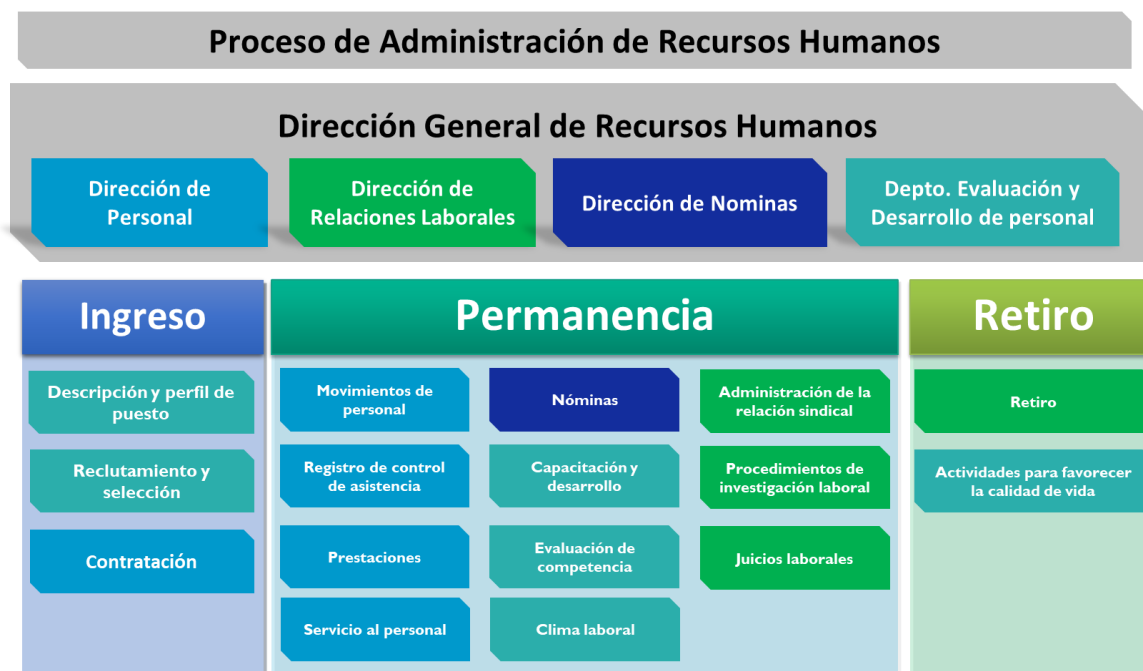 Proceso de Administración de Recursos Humanos
Dirección General de Recursos Humanos
Dirección de
Personal
Dirección de
Relaciones Laborales
Dirección de Nominas
Depto. Evaluación y
Desarrollo de personal
Ingreso
Descripción y perfil de
puesto
Reclutamiento y
selección
Contratación
Permanencia
Movimientos de
personal
Registro de control
de asistencia
Prestaciones
Servicio al personal
Nóminas
Capacitación y
desarrollo
Evaluación de
competencia
Clima laboral
Administración de la
relación sindical
Procedimientos de
investigación laboral
Juicios laborales
Retiro
Retiro
Actividades para favorecer
la calidad de vida